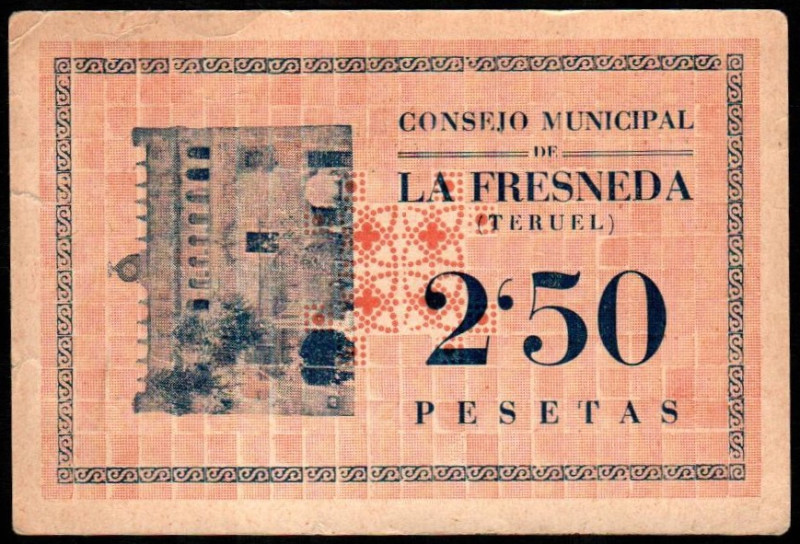 CONSEJO MUNICIPAL
DE
LA FRESNEDA
(TERUEL)
2'50
PESETAS